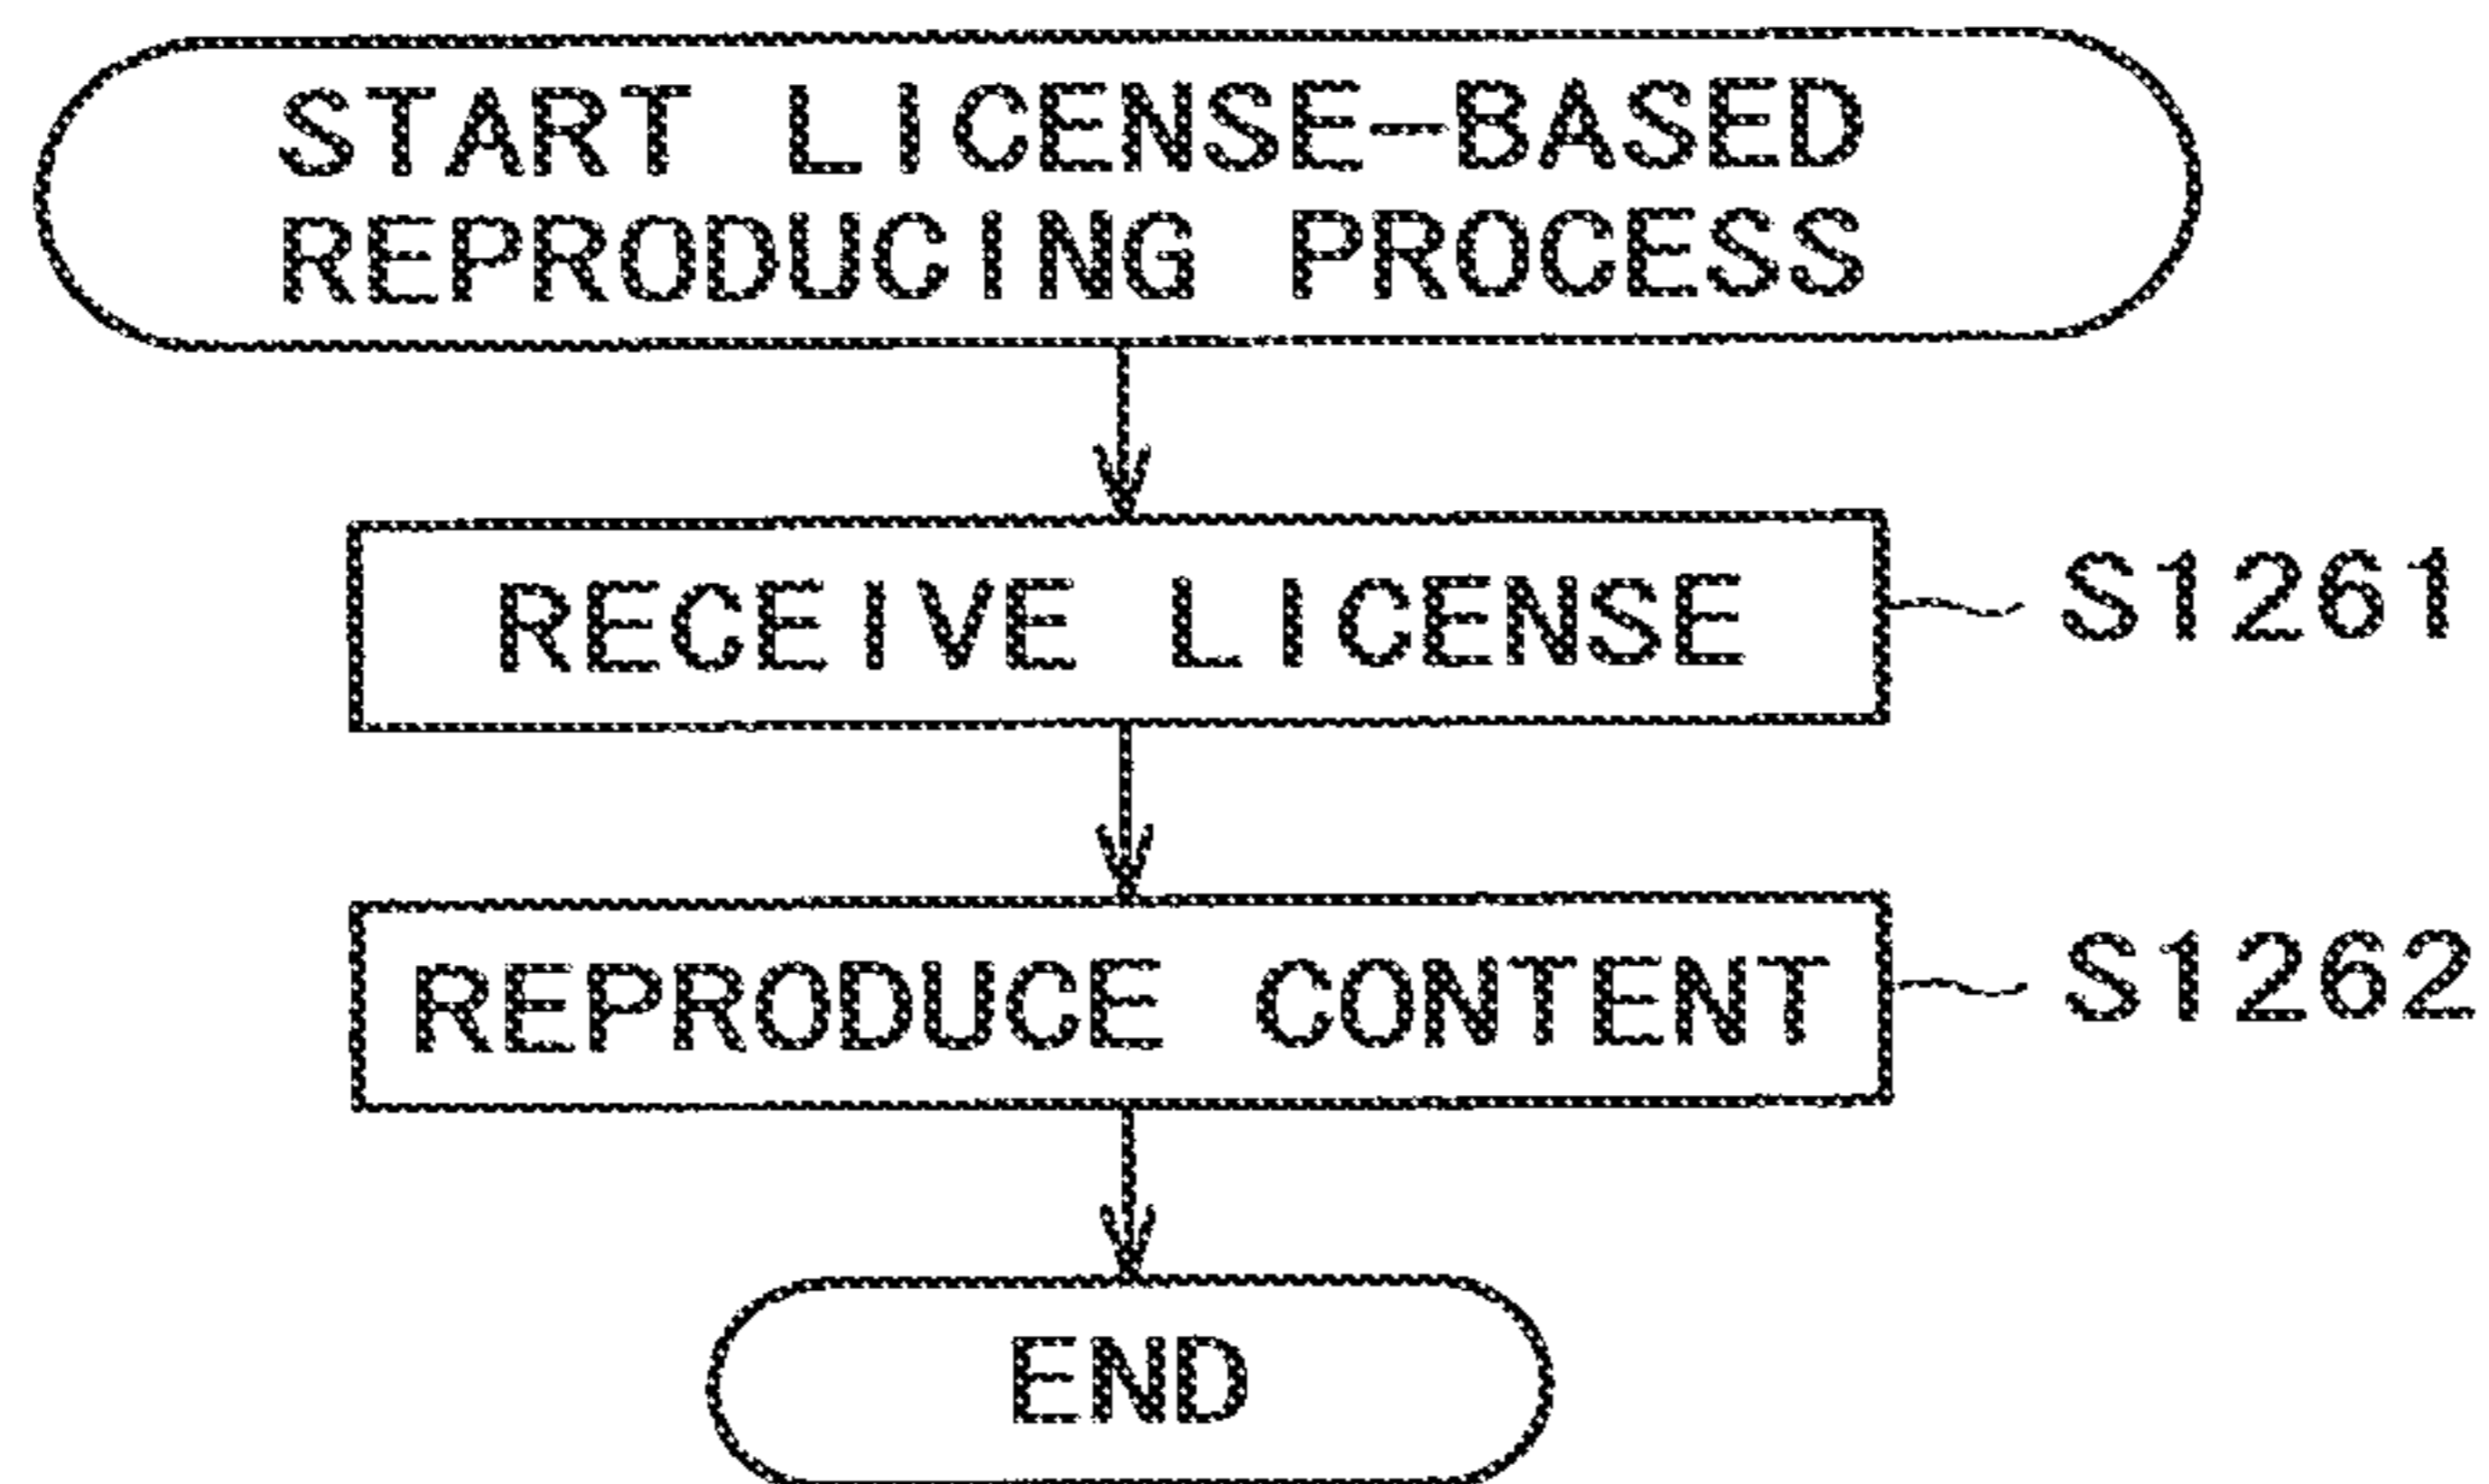 START LICENSE-BASED
REPRODUCING PROCESS
RECEIVE LICENSE
S1261
REPRODUCE CONTENT
S1262
END